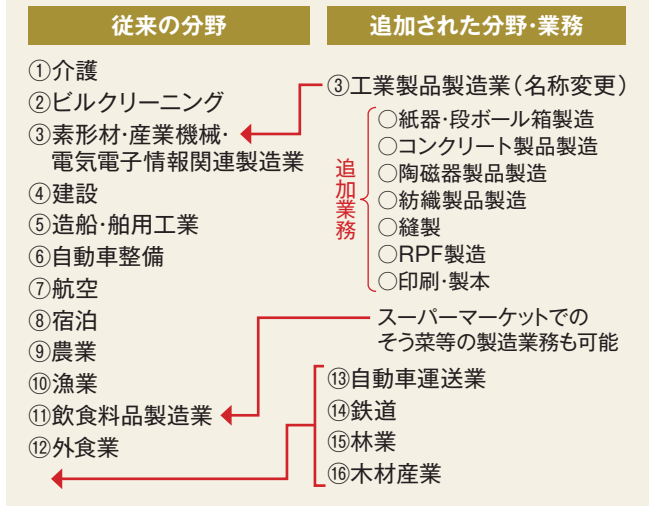 従来の分野
①介護
②ビルクリーニング
③素形材・産業機械・
電気電子情報関連製造業
④建設
⑤造船・舶用工業
⑥自動車整備
⑦航空
⑧宿泊
⑨農業
⑩漁業
⑪飲食料品製造業
⑫外食業
追加された分野・業務
③工業製品製造業（名称変更）
追加業務
○紙器・段ボール箱製造
○コンクリート製品製造
○陶磁器製品製造
○紡織製品製造
○縫製
○RPF製造
○印刷・製本
スーパーマーケットでの
そう菜等の製造業務も可能
⑬自動車運送業
⑭鉄道
⑮林業
⑯木材産業